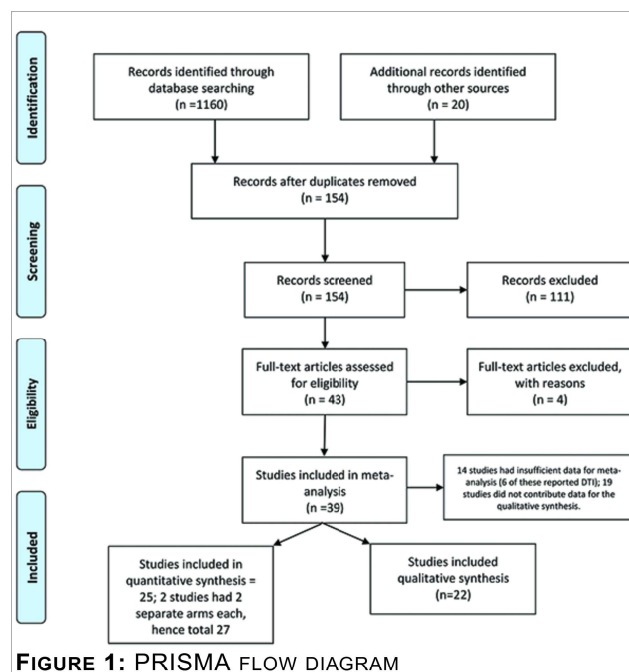 Identification
Records identified through
database searching
(n =1160)
Additional records identified
through other sources
(n = 20)
Records after duplicates removed
(n = 154)
Screening
Records screened
(n = 154)
Records excluded
(n = 111)
Eligibility
Full-text articles assessed
for eligibility
(n = 43)
Full-text articles excluded,
with reasons
(n = 4)
Studies included in meta-
analysis
(n =39)
14 studies had insufficient data for meta-
analysis (6 of these reported DTI); 19
studies did not contribute data for the
qualitative synthesis.
Included
Studies included in
quantitative synthesis =
25; 2 studies had 2
separate arms each,
hence total 27
Studies included
qualitative synthesis
(n=22)
FIGURE 1: PRISMA FLOW DIAGRAM